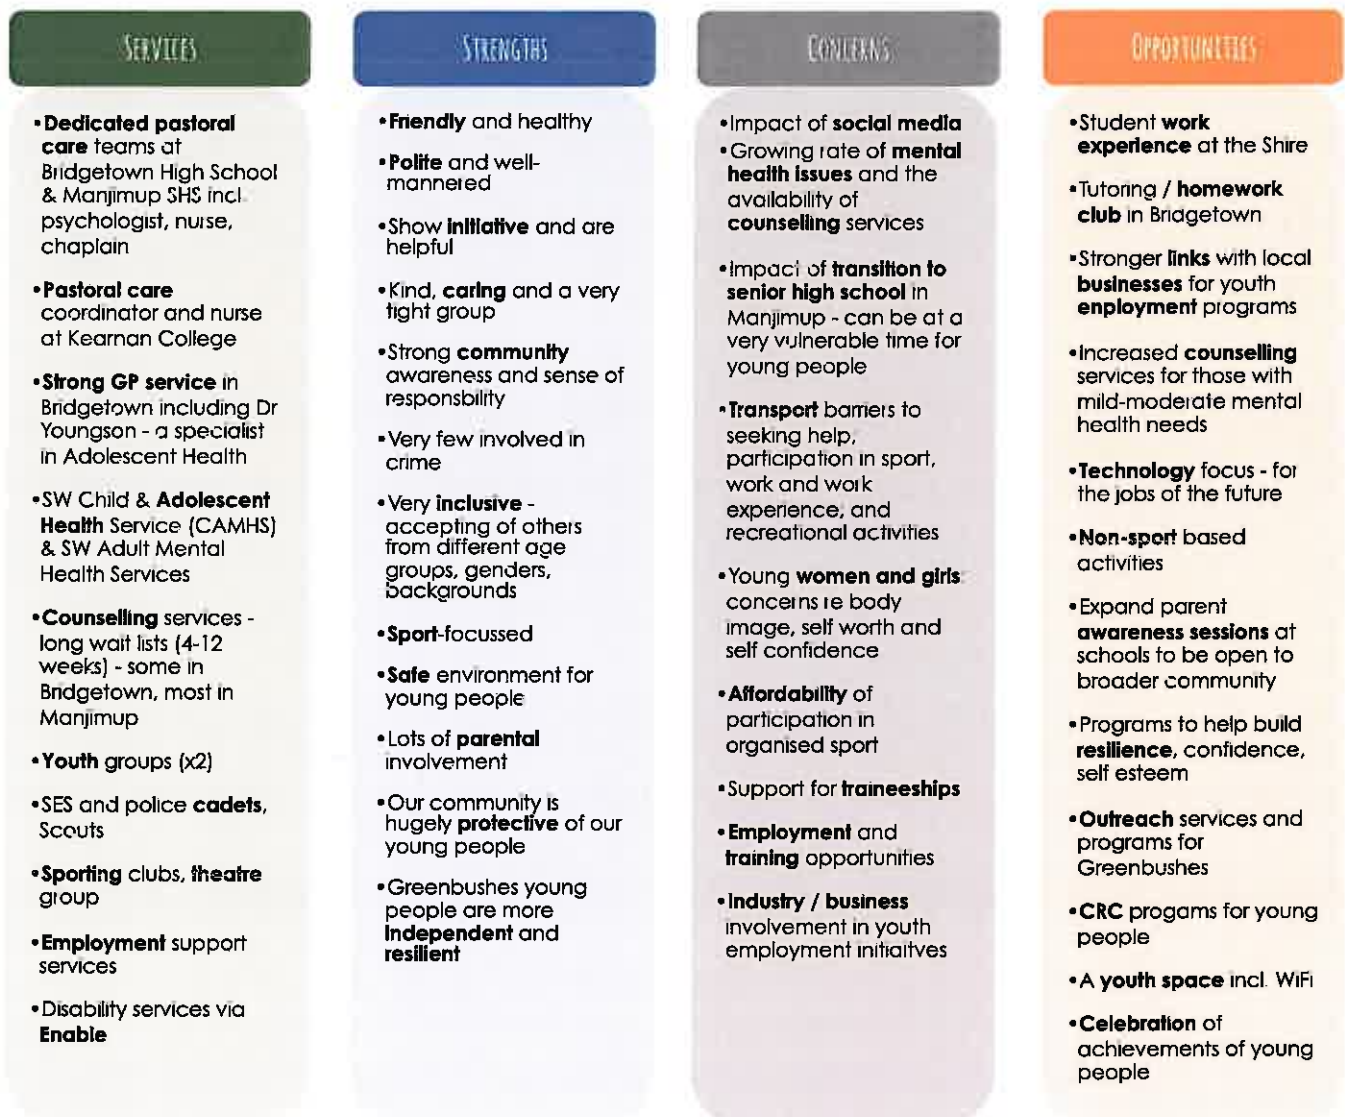 SERVICES
•Dedicated pastoral
care teams at
Bridgetown High School
& Manjimup SHS incl.
psychologist, nurse,
chaplain
•Pastoral care
coordinator and nurse
at Kearnan College
•Strong GP service in
Bridgetown including Dr
Youngson - a specialist
in Adolescent Health
•SW Child & Adolescent
Health Service (CAMHS)
& SW Adult Mental
Health Services
•Counselling services -
long wait lists (4-12
weeks) - some in
Bridgetown, most in
Manjimup
•Youth groups (x2)
•SES and police cadets,
Scouts
•Sporting clubs, theatre
group
•Employment support
services
•Disability services via
Enable
STRENGTHS
•Friendly and healthy
•Polite and well-
mannered
•Show initiative and are
helpful
•Kind, caring and a very
tight group
•Strong community
awareness and sense of
responsbility
•Very few involved in
crime
•Very inclusive -
accepting of others
from different age
groups, genders,
backgrounds
•Sport-focussed
•Safe environment for
young people
•Lots of parental
involvement
•Our community is
hugely protective of our
young people
•Greenbushes young
people are more
independent and
resilient
CONCERNS
•Impact of social media
•Growing rate of mental
health issues and the
availability of
counselling services
•Impact of transition to
senior high school in
Manjimup - can be at a
very vulnerable time for
young people
•Transport barriers to
seeking help,
participation in sport,
work and work
experience, and
recreational activities
•Young women and girls:
concerns re body
image, self worth and
self confidence
•Affordability of
participation in
organised sport
•Support for traineeships
•Employment and
training opportunities
•Industry / business
involvement in youth
employment initiaitves
OPPORTUNITIES
•Student work
experience at the Shire
•Tutoring / homework
club in Bridgetown
•Stronger links with local
businesses for youth
enployment programs
•Increased counselling
services for those with
mild-moderate mental
health needs
•Technology focus - for
the jobs of the future
•Non-sport based
activities
•Expand parent
awareness sessions at
schools to be open to
broader community
•Programs to help build
resilience, confidence,
self esteem
•Outreach services and
programs for
Greenbushes
•CRC progams for young
people
•A youth space incl. WiFi
•Celebration of
achievements of young
people